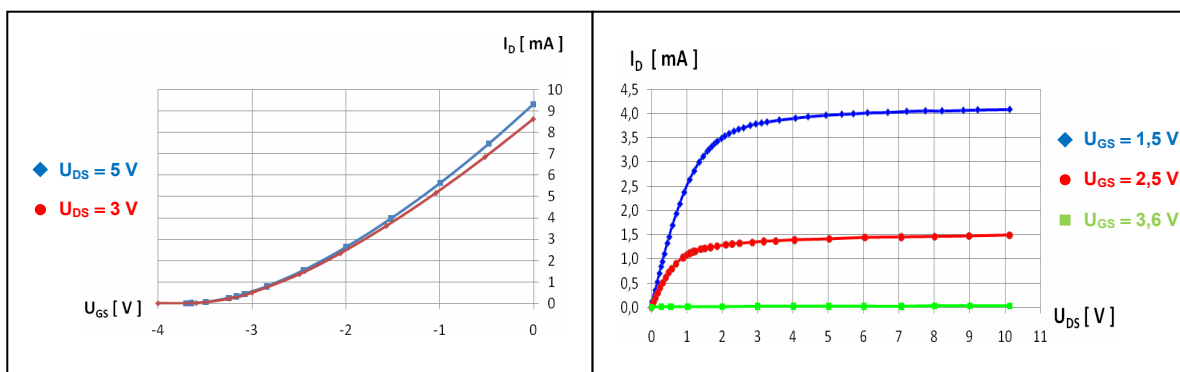 I_D [ mA]
10
9
8
7
6
5
4
3
2
1
0
U_DS = 5 V
U_DS = 3 V
U_GS [ V]
-4 -3 -2 -1 0
I_D [ mA]
4,5
4,0
3,5
3,0
2,5
2,0
1,5
1,0
0,5
0,0
0 1 2 3 4 5 6 7 8 9 10 11
U_DS [ V]
U_GS = 1,5 V
U_GS = 2,5 V
U_GS = 3,6 V